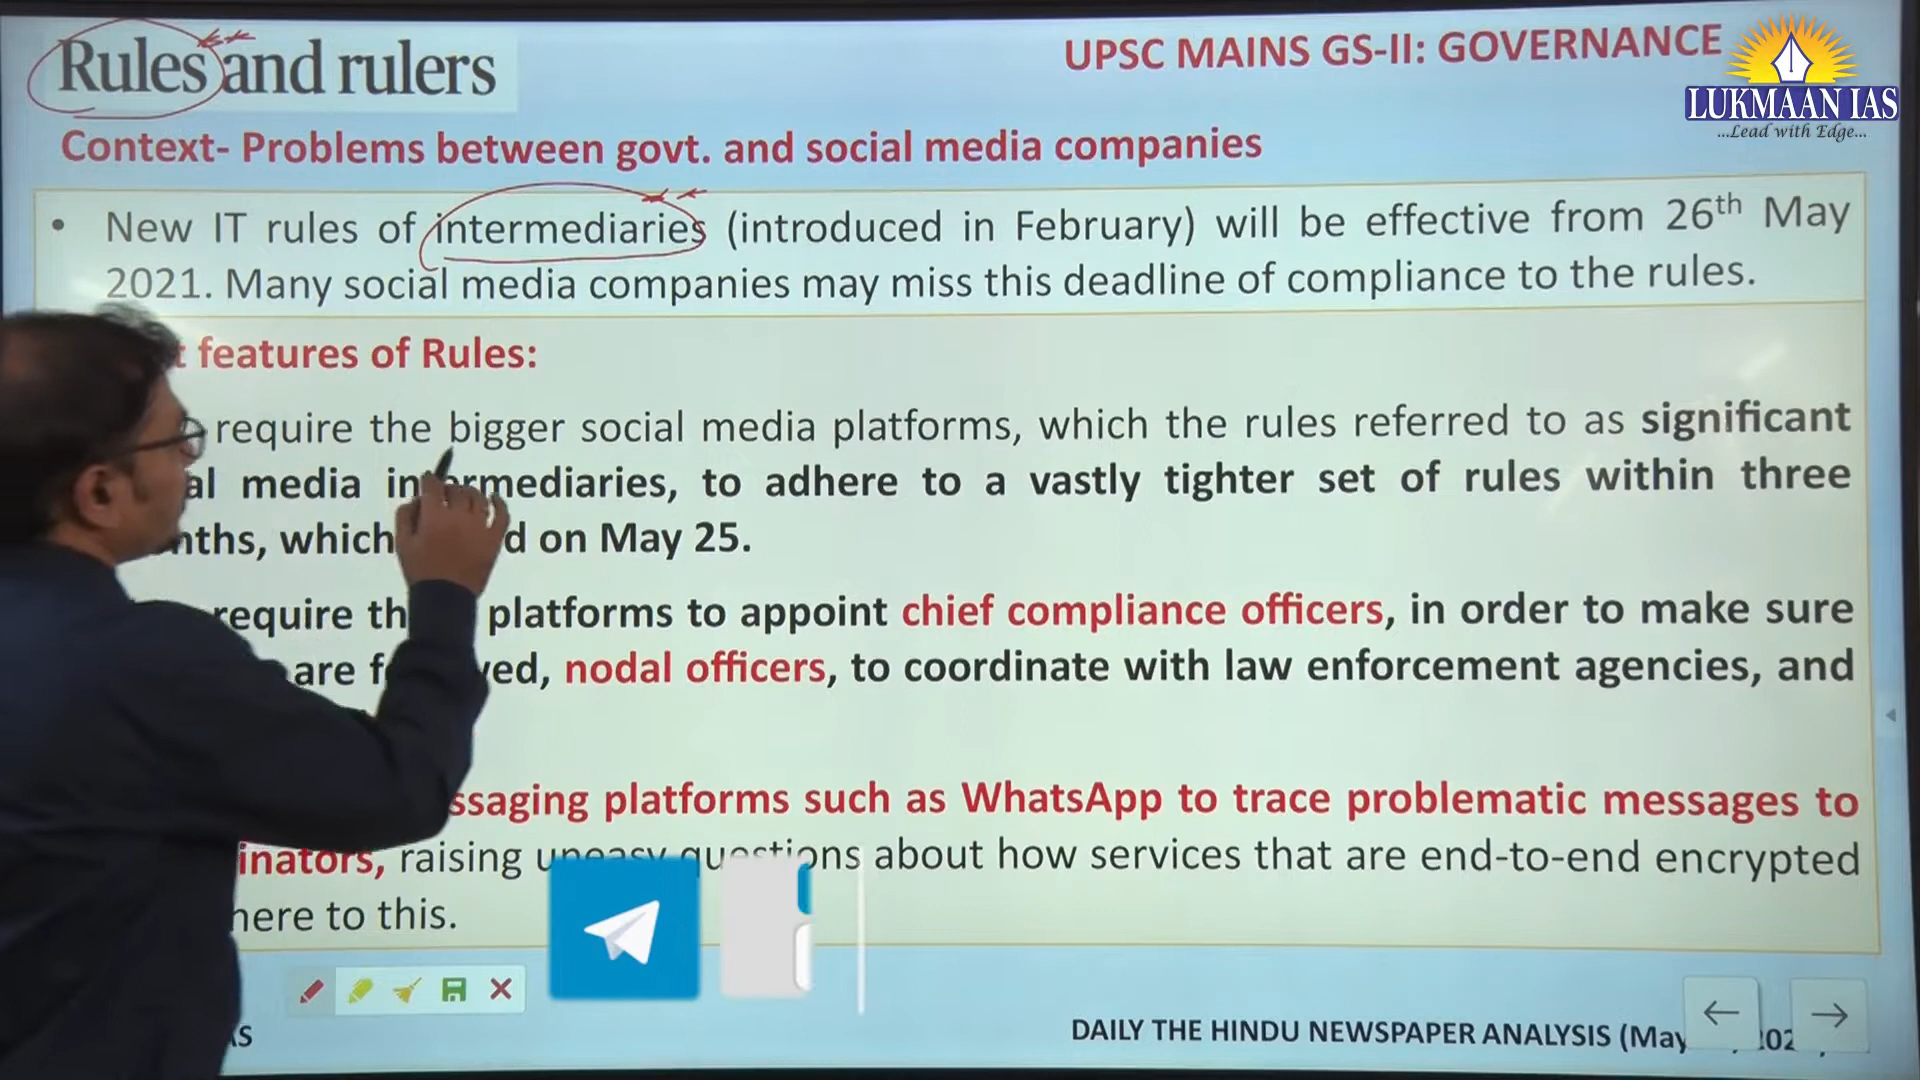 Rules and rulers
UPSC MAINS GS-II: GOVERNANCE
LUKMAAN IAS
...Lead with Edge...
Context- Problems between govt. and social media companies
• New IT rules of intermediaries (introduced in February) will be effective from 26th May
2021. Many social media companies may miss this deadline of compliance to the rules.
features of Rules:
require the bigger social media platforms, which the rules referred to as significant
media intermediaries, to adhere to a vastly tighter set of rules within three
which on May 25.
require platforms to appoint chief compliance officers, in order to make sure
are nodal officers, to coordinate with law enforcement agencies, and
platforms such as WhatsApp to trace problematic messages to
raising uneasy questions about how services that are end-to-end encrypted
to this.
DAILY THE HINDU NEWSPAPER ANALYSIS (May